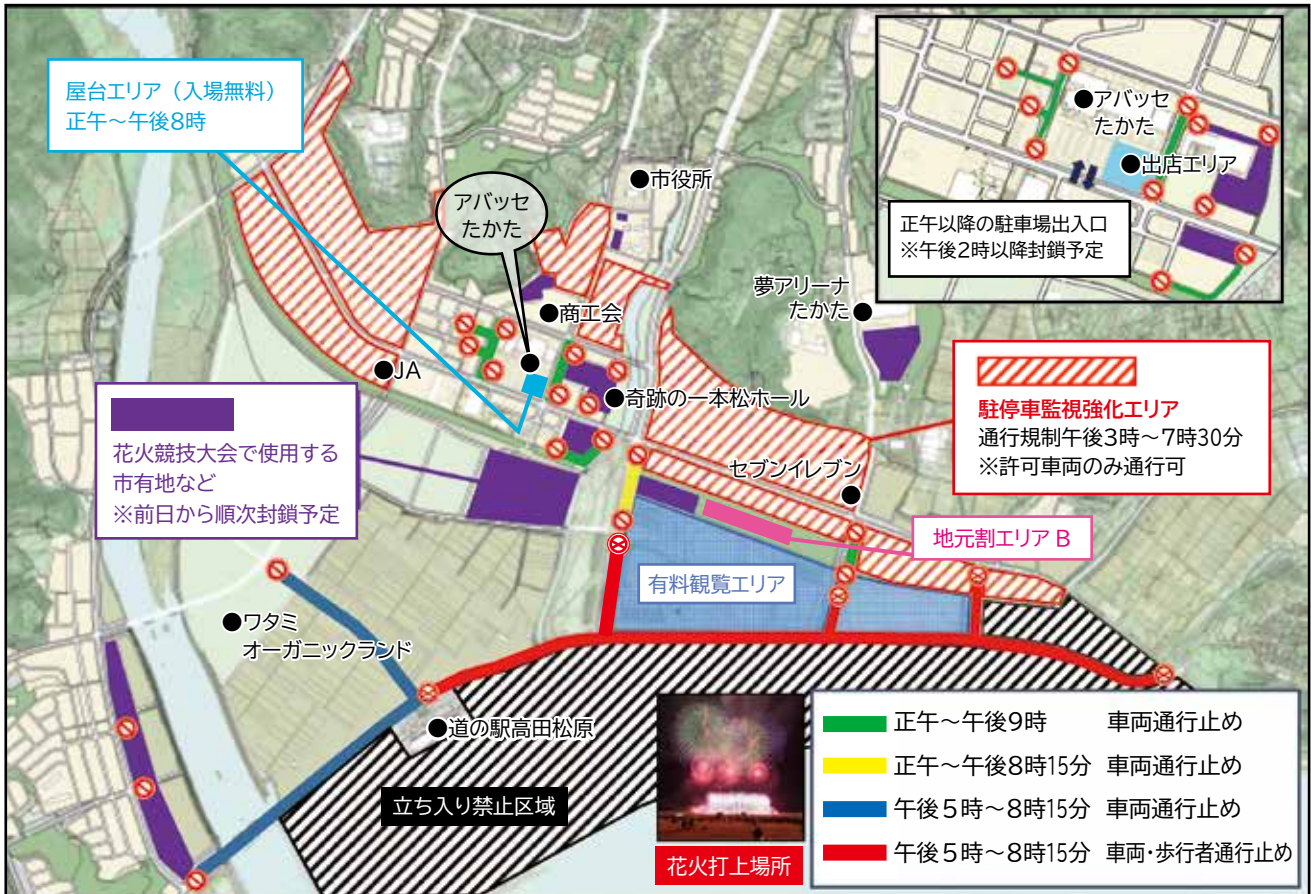 屋台エリア（入場無料）
正午～午後8時
アバッセ
たかた
●市役所
●アバッセ
たかた
●出店エリア
正午以降の駐車場出入口
※午後2時以降封鎖予定
夢アリーナ
たかた●
●商工会
●JA
●奇跡の一本松ホール
花火競技大会で使用する
市有地など
※前日から順次封鎖予定
駐停車監視強化エリア
通行規制午後3時～7時30分
※許可車両のみ通行可
セブンイレブン
●
地元割エリア B
有料観覧エリア
●ワタミ
オーガニックランド
●道の駅高田松原
立ち入り禁止区域
花火打上場所
正午～午後9時 車両通行止め
正午～午後8時15分 車両通行止め
午後5時～8時15分 車両通行止め
午後5時～8時15分 車両・歩行者通行止め